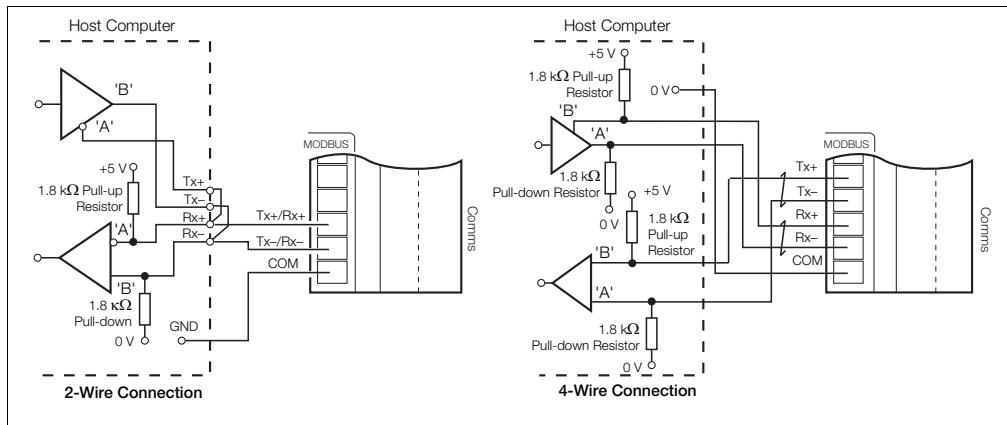 Host Computer
'B'
'A'
+5 V
1.8 kΩ Pull-up
Resistor
Tx+
Tx–
Rx+
Rx–
'A'
'B'
1.8 κΩ
Pull-down
0 V
GND
MODBUS
Tx+/Rx+
Tx–/Rx–
COM
Comms
2-Wire Connection
Host Computer
+5 V
1.8 kΩ Pull-up
Resistor
0 V
'B'
'A'
1.8 kΩ
Pull-down Resistor
0 V
+5 V
1.8 kΩ
Pull-up
Resistor
'B'
'A'
1.8 kΩ
Pull-down Resistor
0 V
MODBUS
Tx+
Tx–
Rx+
Rx–
COM
Comms
4-Wire Connection